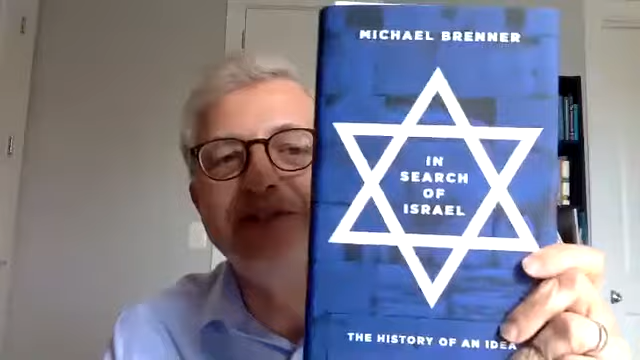 MICHAEL BRENNER
IN
SEARCH
OF
ISRAEL
THE HISTORY OF AN IDEA